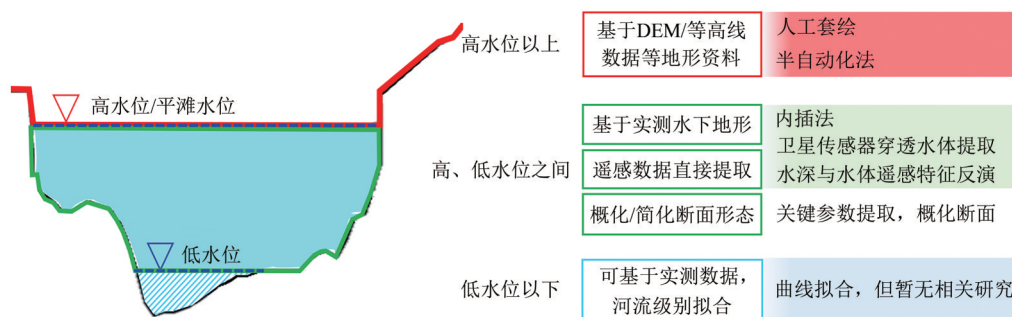 高水位/平滩水位
低水位
高水位以上
基于DEM/等高线
数据等地形资料
人工套绘
半自动化法
高、低水位之间
基于实测水下地形
遥感数据直接提取
概化/简化断面形态
内插法
卫星传感器穿透水体提取
水深与水体遥感特征反演
关键参数提取，概化断面
低水位以下
可基于实测数据，
河流级别拟合
曲线拟合，但暂无相关研究